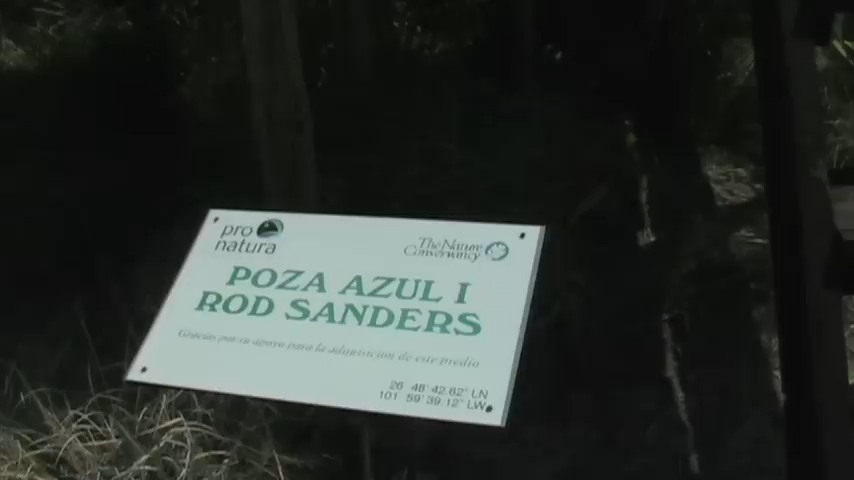 pro
natura
The Nature
Conservancy
POZA AZUL I
ROD SANDERS
Gracias por su apoyo para la adquisición de este predio
26° 48' 42.62" LN
101° 59' 39.12" LW